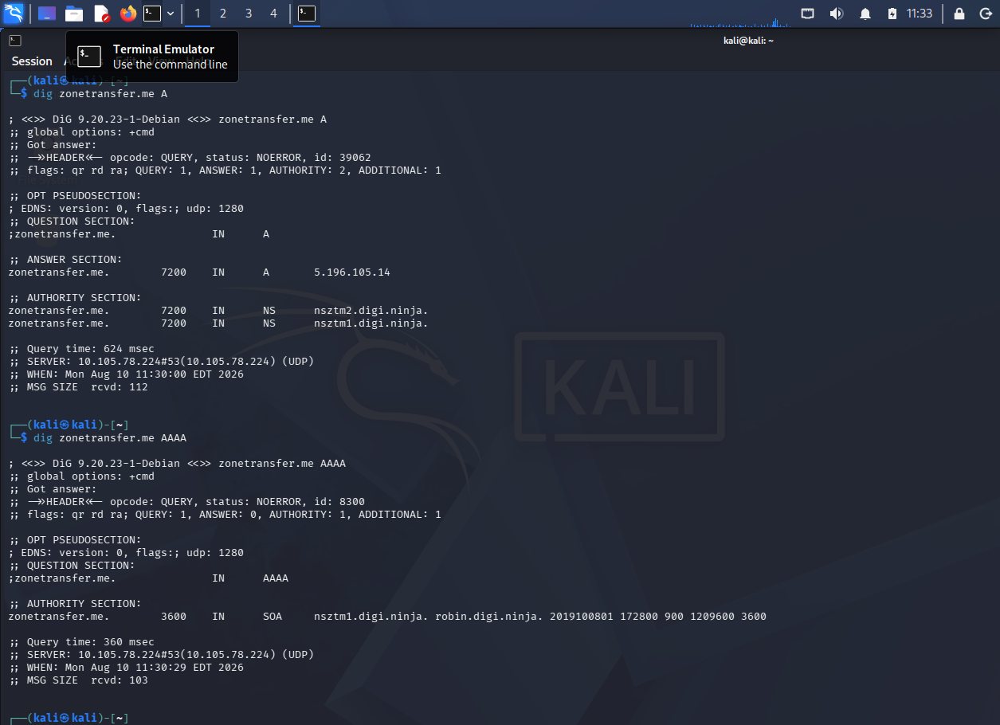 1 2 3 4 11:33
kali@kali: ~
Terminal Emulator
Session Edit View Help
Use the command line
┌──(kali㉿kali)-[~]
└─$ dig zonetransfer.me A
; <<>> DiG 9.20.23-1-Debian <<>> zonetransfer.me A
;; global options: +cmd
;; Got answer:
;; ->>HEADER<<- opcode: QUERY, status: NOERROR, id: 39062
;; flags: qr rd ra; QUERY: 1, ANSWER: 1, AUTHORITY: 2, ADDITIONAL: 1
File System
;; OPT PSEUDOSECTION:
; EDNS: version: 0, flags:; udp: 1280
;; QUESTION SECTION:
;zonetransfer.me. IN A
;; ANSWER SECTION:
zonetransfer.me. 7200 IN A 5.196.105.14
;; AUTHORITY SECTION:
zonetransfer.me. 7200 IN NS nsztm2.digi.ninja.
zonetransfer.me. 7200 IN NS nsztm1.digi.ninja.
;; Query time: 624 msec
;; SERVER: 10.105.78.224#53(10.105.78.224) (UDP)
;; WHEN: Mon Aug 10 11:30:00 EDT 2026
;; MSG SIZE rcvd: 112
KALI
┌──(kali㉿kali)-[~]
└─$ dig zonetransfer.me AAAA
; <<>> DiG 9.20.23-1-Debian <<>> zonetransfer.me AAAA
;; global options: +cmd
;; Got answer:
;; ->>HEADER<<- opcode: QUERY, status: NOERROR, id: 8300
;; flags: qr rd ra; QUERY: 1, ANSWER: 0, AUTHORITY: 1, ADDITIONAL: 1
;; OPT PSEUDOSECTION:
; EDNS: version: 0, flags:; udp: 1280
;; QUESTION SECTION:
;zonetransfer.me. IN AAAA
;; AUTHORITY SECTION:
zonetransfer.me. 3600 IN SOA nsztm1.digi.ninja. robin.digi.ninja. 2019100801 172800 900 1209600 3600
;; Query time: 360 msec
;; SERVER: 10.105.78.224#53(10.105.78.224) (UDP)
;; WHEN: Mon Aug 10 11:30:29 EDT 2026
;; MSG SIZE rcvd: 103
┌──(kali㉿kali)-[~]